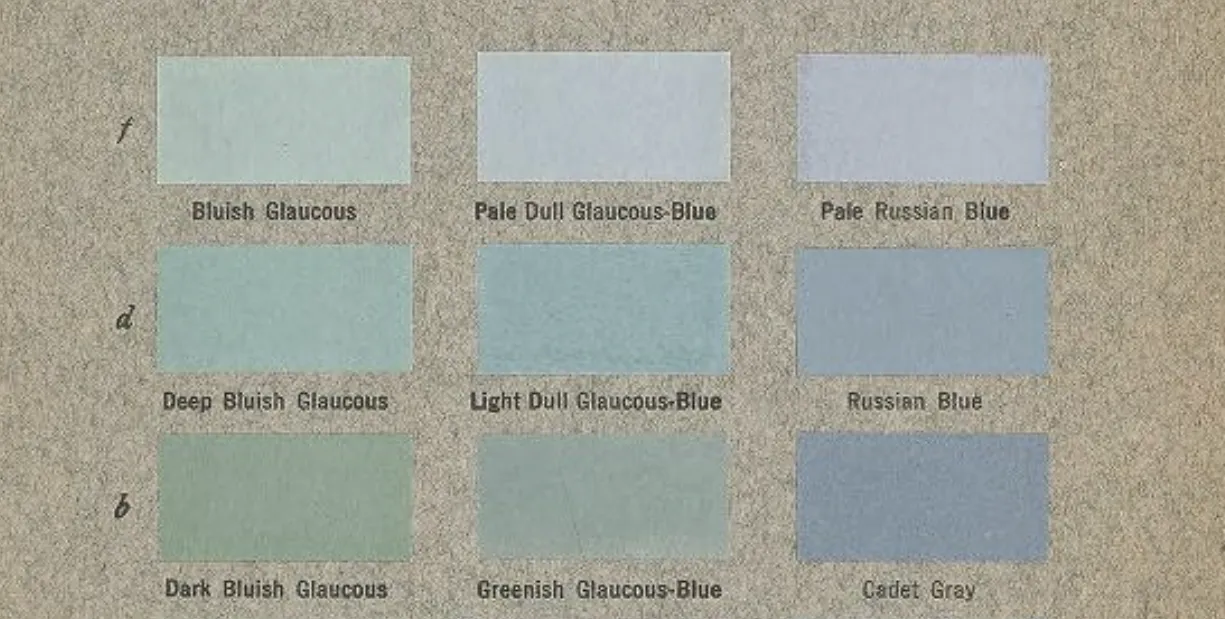 f
Bluish Glaucous
Pale Dull Glaucous-Blue
Pale Russian Blue
d
Deep Bluish Glaucous
Light Dull Glaucous-Blue
Russian Blue
b
Dark Bluish Glaucous
Greenish Glaucous-Blue
Cadet Gray